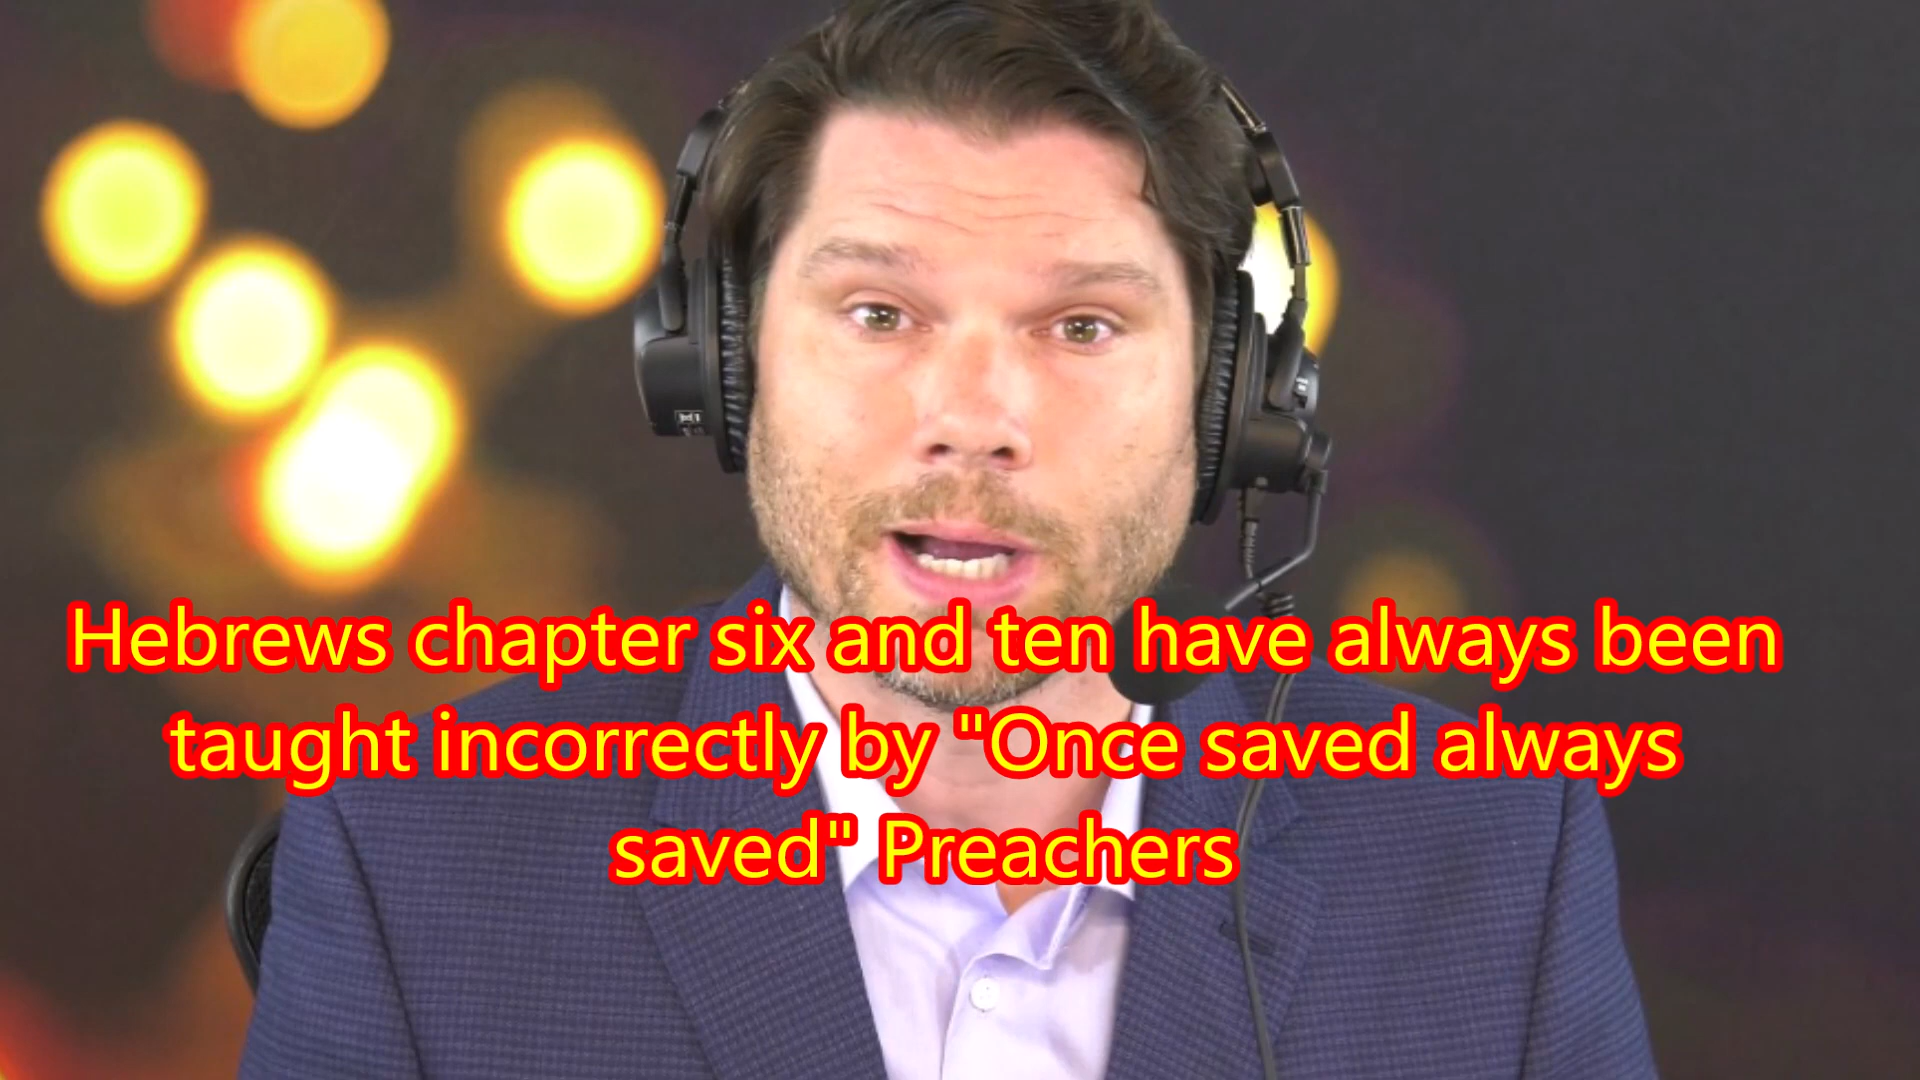 Hebrews chapter six and ten have always been
taught incorrectly by "Once saved always
saved" Preachers